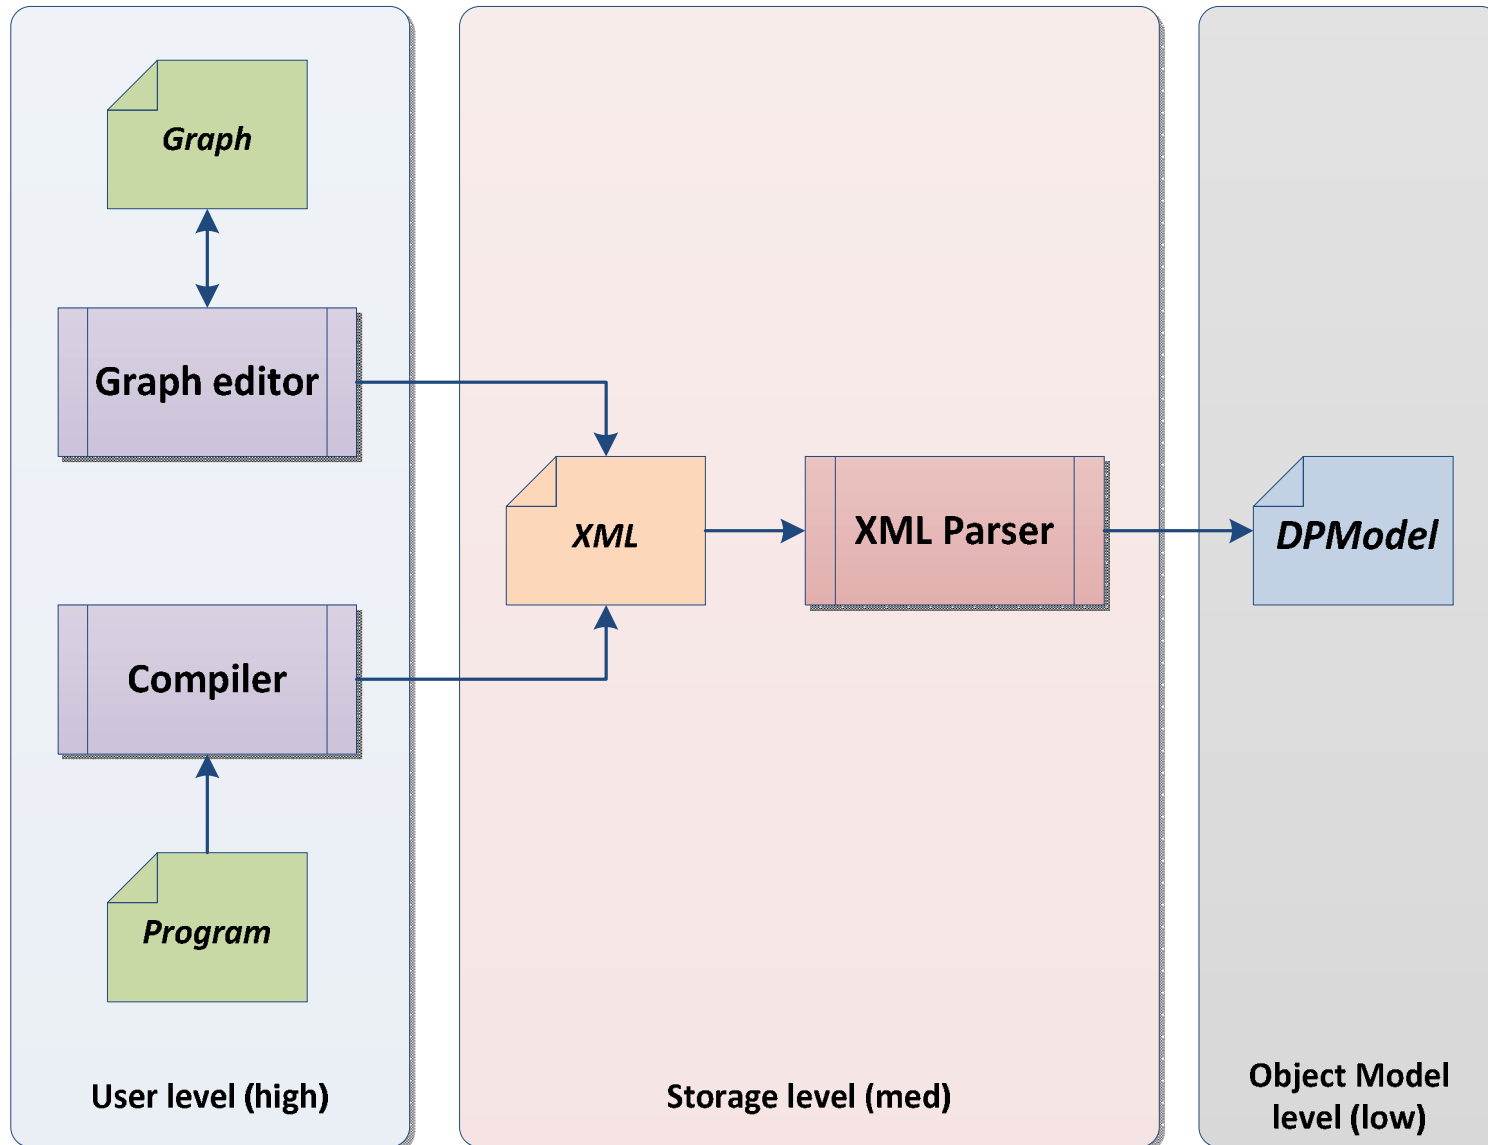 Graph
Graph editor
Compiler
Program
User level (high)
XML
XML Parser
Storage level (med)
DPModel
Object Model
level (low)